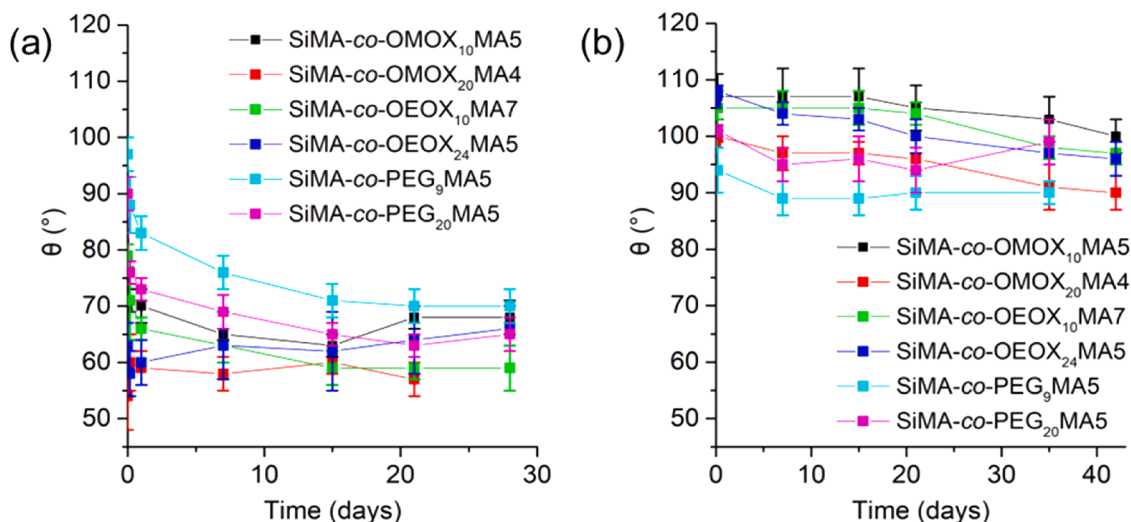 (a)
120
110
100
90
80
70
60
50
θ (°)
SiMA-co-OMOX₁₀MA5
SiMA-co-OMOX₂₀MA4
SiMA-co-OEOX₁₀MA7
SiMA-co-OEOX₂₄MA5
SiMA-co-PEG₉MA5
SiMA-co-PEG₂₀MA5
0 10 20 30
Time (days)
(b)
120
110
100
90
80
70
60
50
θ (°)
SiMA-co-OMOX₁₀MA5
SiMA-co-OMOX₂₀MA4
SiMA-co-OEOX₁₀MA7
SiMA-co-OEOX₂₄MA5
SiMA-co-PEG₉MA5
SiMA-co-PEG₂₀MA5
0 10 20 30 40
Time (days)